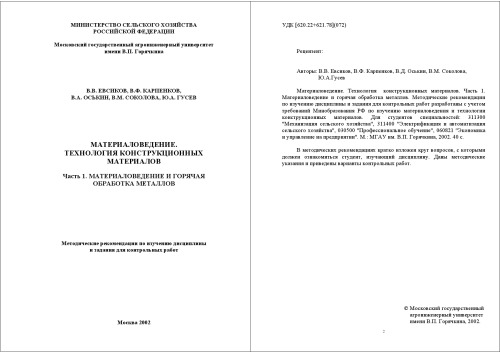 МИНИСТЕРСТВО СЕЛЬСКОГО ХОЗЯЙСТВА
РОССИЙСКОЙ ФЕДЕРАЦИИ
Московский государственный агроинженерный университет
имени В.П. Горячкина
В.В. ЕВСИКОВ, В.Ф. КАРПЕНКОВ,
В.А. ОСЬКИН, В.М. СОКОЛОВА, Ю.А. ГУСЕВ
МАТЕРИАЛОВЕДЕНИЕ.
ТЕХНОЛОГИЯ КОНСТРУКЦИОННЫХ
МАТЕРИАЛОВ
Часть 1. МАТЕРИАЛОВЕДЕНИЕ И ГОРЯЧАЯ
ОБРАБОТКА МЕТАЛЛОВ
Методические рекомендации по изучению дисциплины
и задания для контрольных работ
Москва 2002
УДК [620.22+621.78](072)
Рецензент:
Авторы: В.В. Евсиков, В.Ф. Карпенков, В.Д. Оськин, В.М. Соколова,
Ю.А.Гусев
Материаловедение. Технология конструкционных материалов. Часть 1.
Материаловедение и горячая обработка металлов. Методические рекомендации
по изучению дисциплины и задания для контрольных работ разработаны с учетом
требований Минобразования РФ по изучению материаловедения и технологии
конструкционных материалов. Для студентов специальностей 311300
"Механизация сельского хозяйства", 311400 "Электрификация и автоматизация
сельского хозяйства", 030500 "Профессиональное обучение", 060821 "Экономика
и управление на предприятии". М.: МГАУ им. В.П. Горячкина, 2002. 40 с.
В методических рекомендациях кратко изложен круг вопросов, с которыми
должен ознакомиться студент, изучающий дисциплину. Даны методические
указания и приведены варианты контрольных работ.
© Московский государственный
агроинженерный университет
имени В.П. Горячкина, 2002.
2